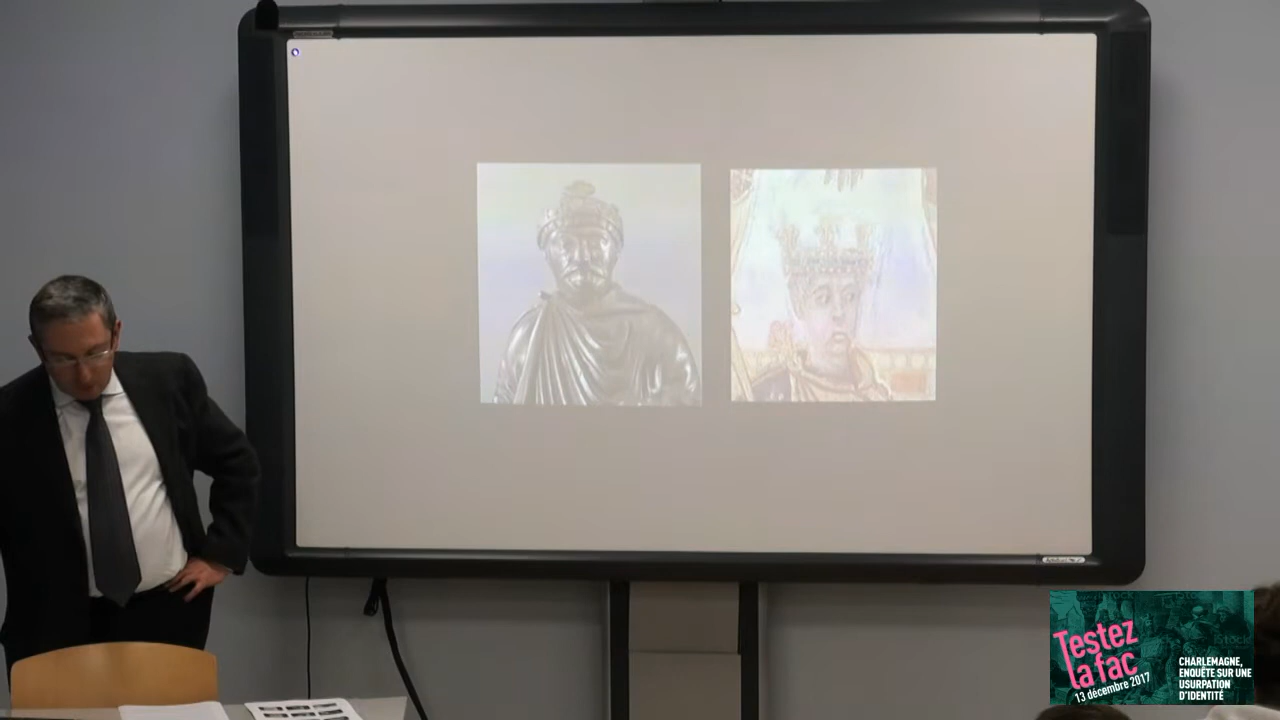 Testez
la fac
13 décembre 2017
CHARLEMAGNE,
ENQUÊTE SUR UNE
USURPATION
D'IDENTITÉ